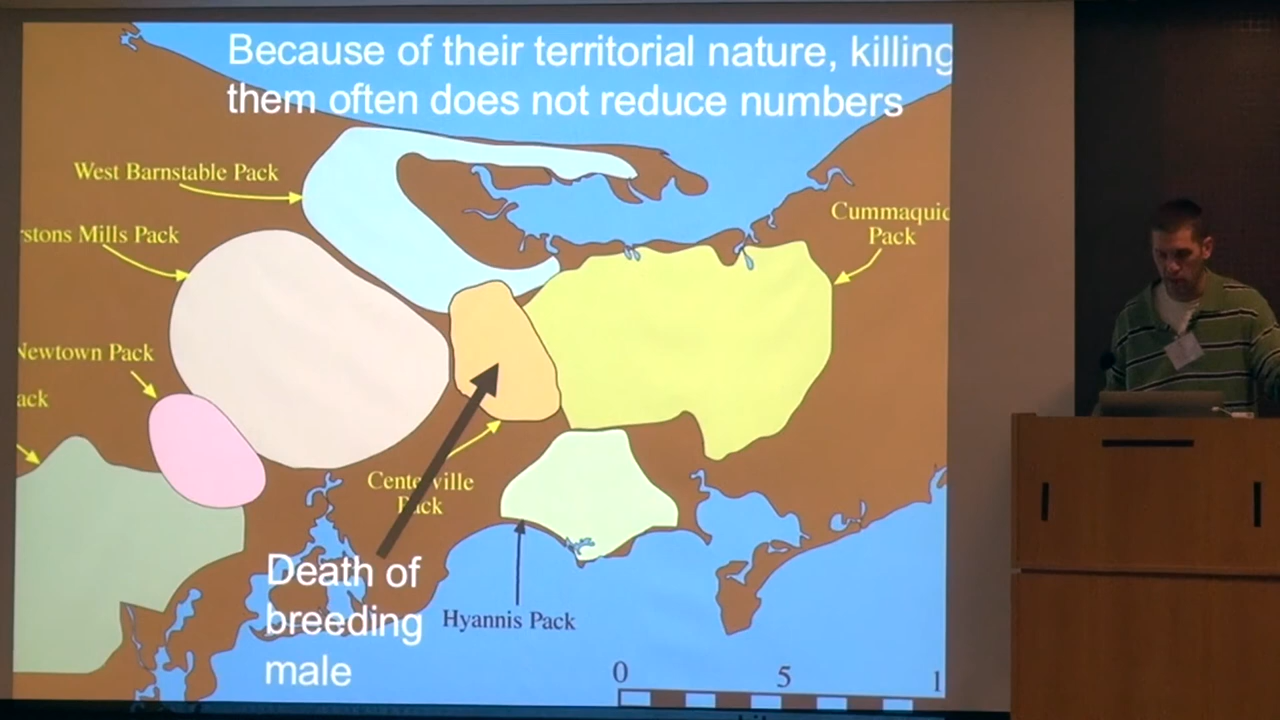 Because of their territorial nature, killing
them often does not reduce numbers
West Barnstable Pack
stons Mills Pack
Cummaquid
Pack
Newtown Pack
ack
Centerville
Pack
Death of
breeding
male
Hyannis Pack
0 5 1